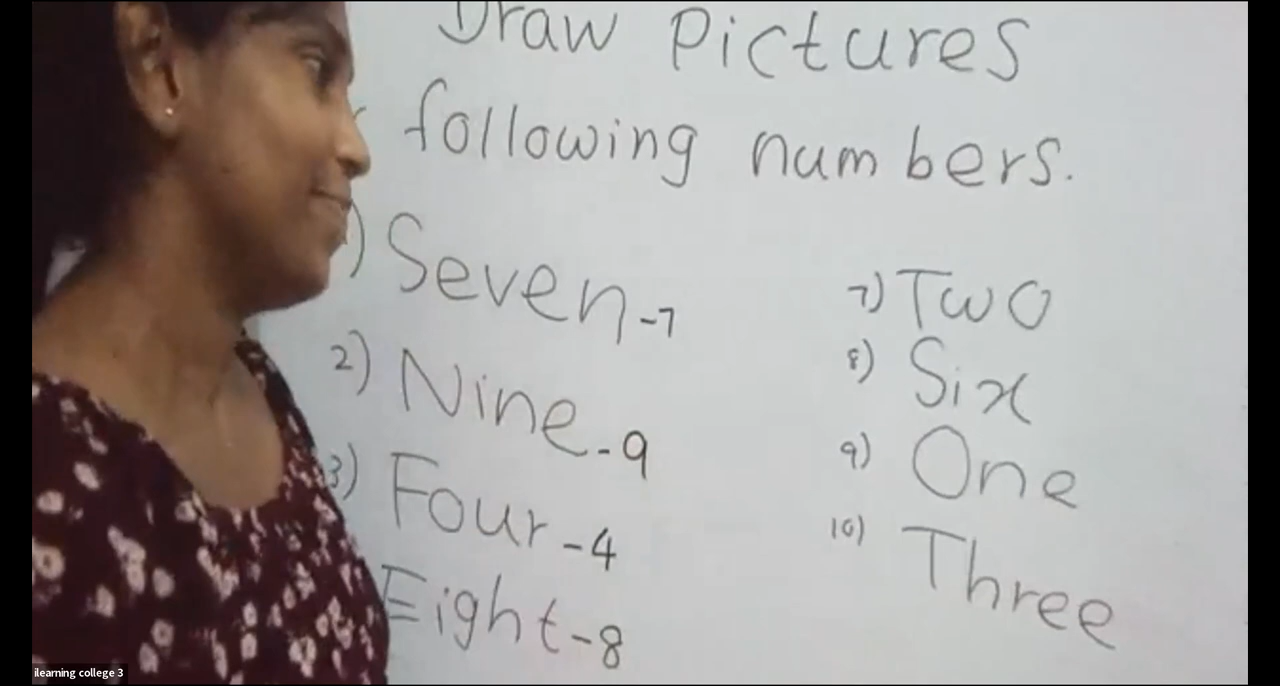 Draw Pictures
following numbers.
) Seven-7
2) Nine-9
3) Four-4
Eight-8
7) Two
8) Six
9) One
10) Three
ilearning college 3